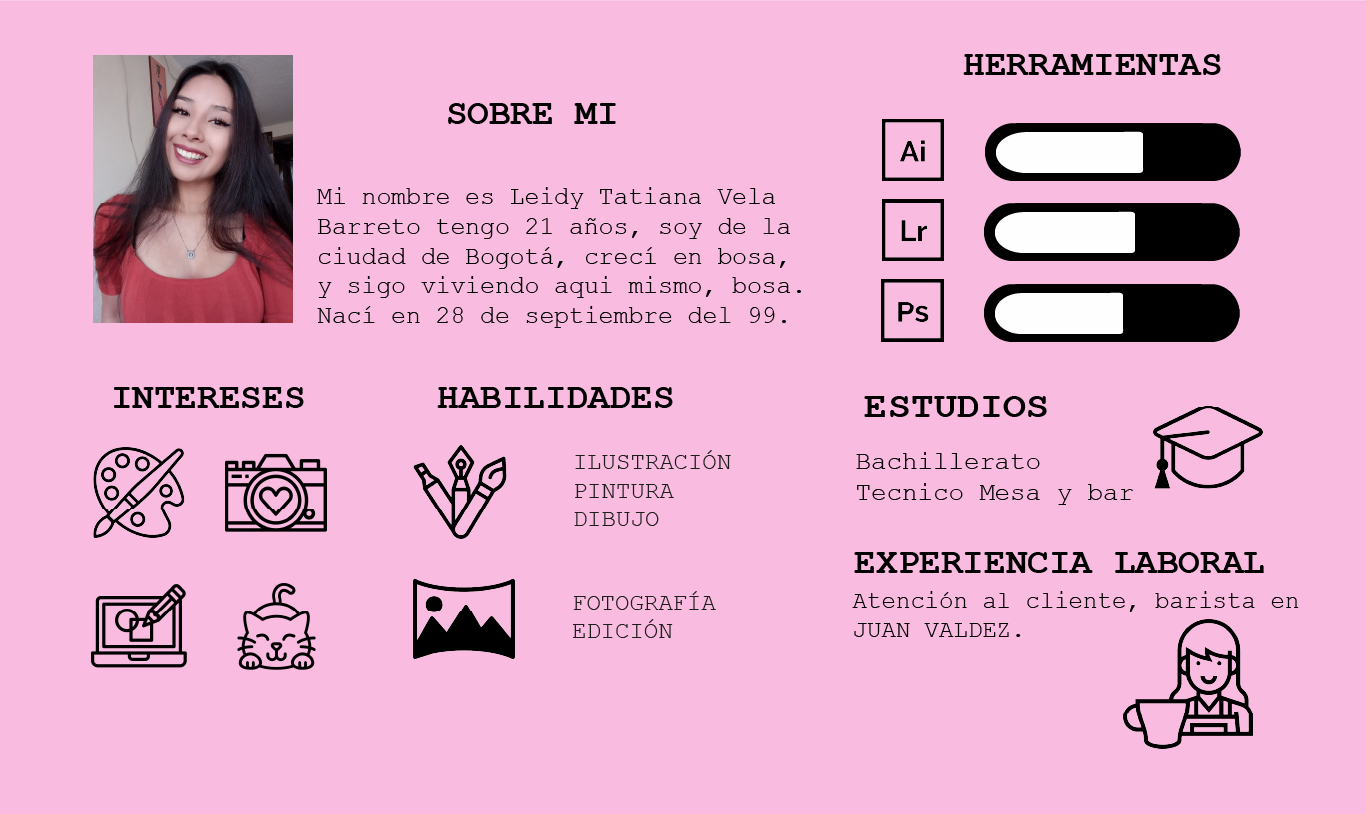 SOBRE MI
Mi nombre es Leidy Tatiana Vela
Barreto tengo 21 años, soy de la
ciudad de Bogotá, crecí en bosa,
y sigo viviendo aqui mismo, bosa.
Nací en 28 de septiembre del 99.
HERRAMIENTAS
Ai
Lr
Ps
INTERESES
HABILIDADES
ILUSTRACIÓN
PINTURA
DIBUJO
FOTOGRAFÍA
EDICIÓN
ESTUDIOS
Bachillerato
Tecnico Mesa y bar
EXPERIENCIA LABORAL
Atención al cliente, barista en
JUAN VALDEZ.